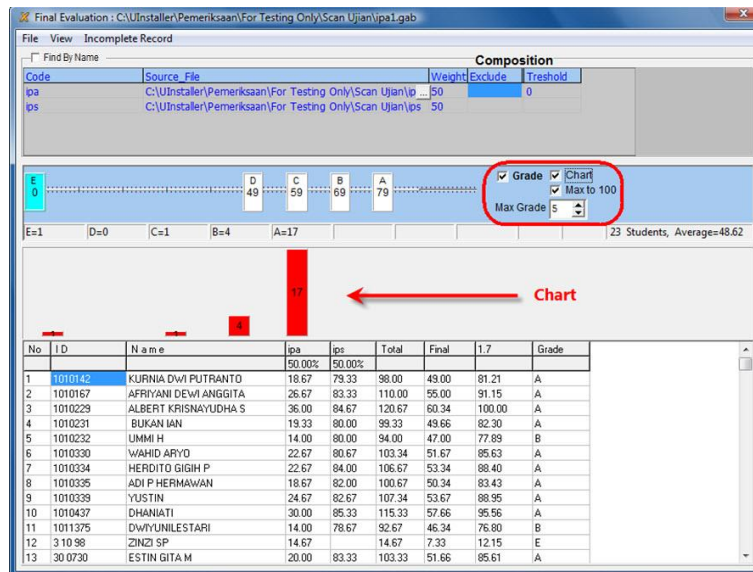 Final Evaluation : C:\UInstaller\Pemeriksaan\For Testing Only\Scan Ujian\ipa1.gab
File View Incomplete Record
Find By Name
Composition
Code Source_File Weight Exclude Treshold
ipa C:\UInstaller\Pemeriksaan\For Testing Only\Scan Ujian\ip ... 50 0
ips C:\UInstaller\Pemeriksaan\For Testing Only\Scan Ujian\ips 50
E D C B A
0 49 59 69 79
Grade Chart
Max to 100
Max Grade 5
E=1 D=0 C=1 B=4 A=17 23 Students, Average=48.62
1 1 4 17
Chart
No I D N a m e ipa ips Total Final 1.7 Grade
50.00% 50.00%
1 1010142 KURNIA DWI PUTRANTO 18.67 79.33 98.00 49.00 81.21 A
2 1010167 AFRIYANI DEWI ANGGITA 26.67 83.33 110.00 55.00 91.15 A
3 1010229 ALBERT KRISNAYUDHA S 36.00 84.67 120.67 60.34 100.00 A
4 1010231 BUKAN IAN 19.33 80.00 99.33 49.66 82.30 A
5 1010232 UMMI H 14.00 80.00 94.00 47.00 77.89 B
6 1010330 WAHID ARYO 22.67 80.67 103.34 51.67 85.63 A
7 1010334 HERDITO GIGIH P 22.67 84.00 106.67 53.34 88.40 A
8 1010335 ADI P HERMAWAN 18.67 82.00 100.67 50.34 83.43 A
9 1010339 YUSTIN 24.67 82.67 107.34 53.67 88.95 A
10 1010437 DHANIATI 30.00 85.33 115.33 57.66 95.56 A
11 1011375 DWIYUNILESTARI 14.00 78.67 92.67 46.34 76.80 B
12 3 10 98 ZINZI SP 14.67 14.67 7.33 12.15 E
13 30 0730 ESTIN GITA M 20.00 83.33 103.33 51.66 85.61 A